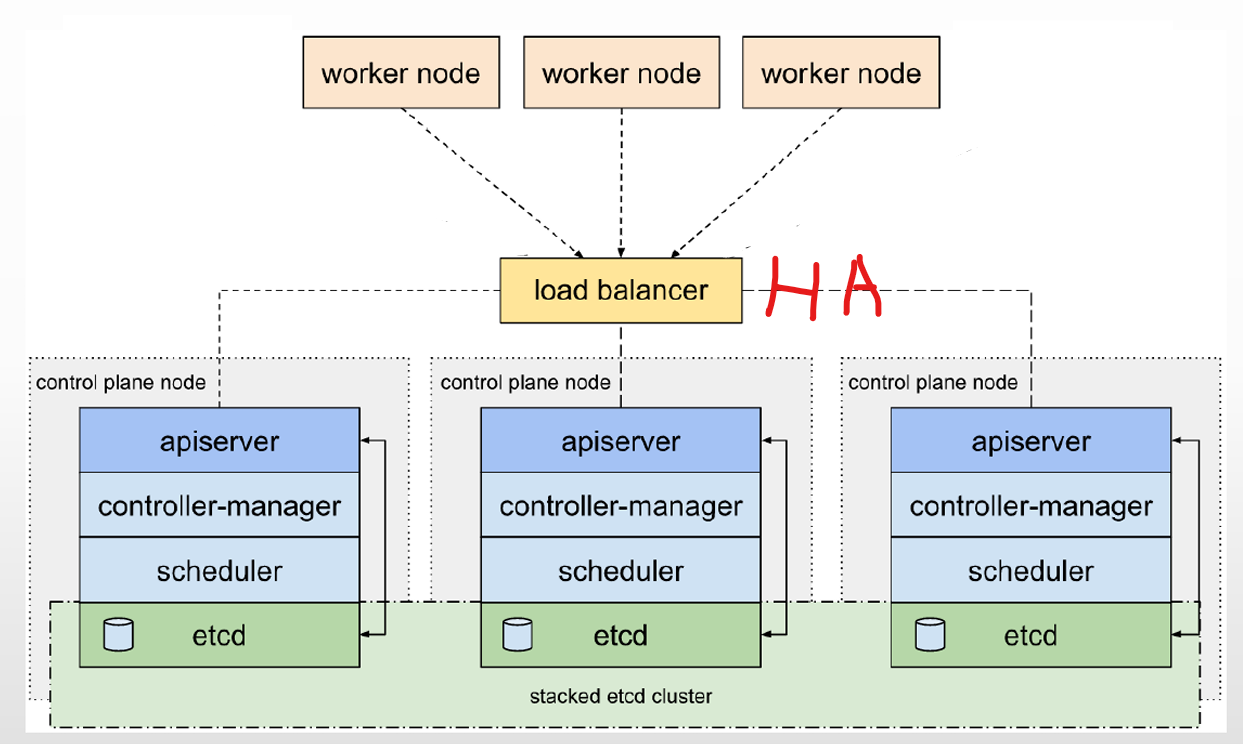 worker node
worker node
worker node
load balancer
HA
control plane node
control plane node
control plane node
apiserver
apiserver
apiserver
controller-manager
controller-manager
controller-manager
scheduler
scheduler
scheduler
etcd
etcd
etcd
stacked etcd cluster